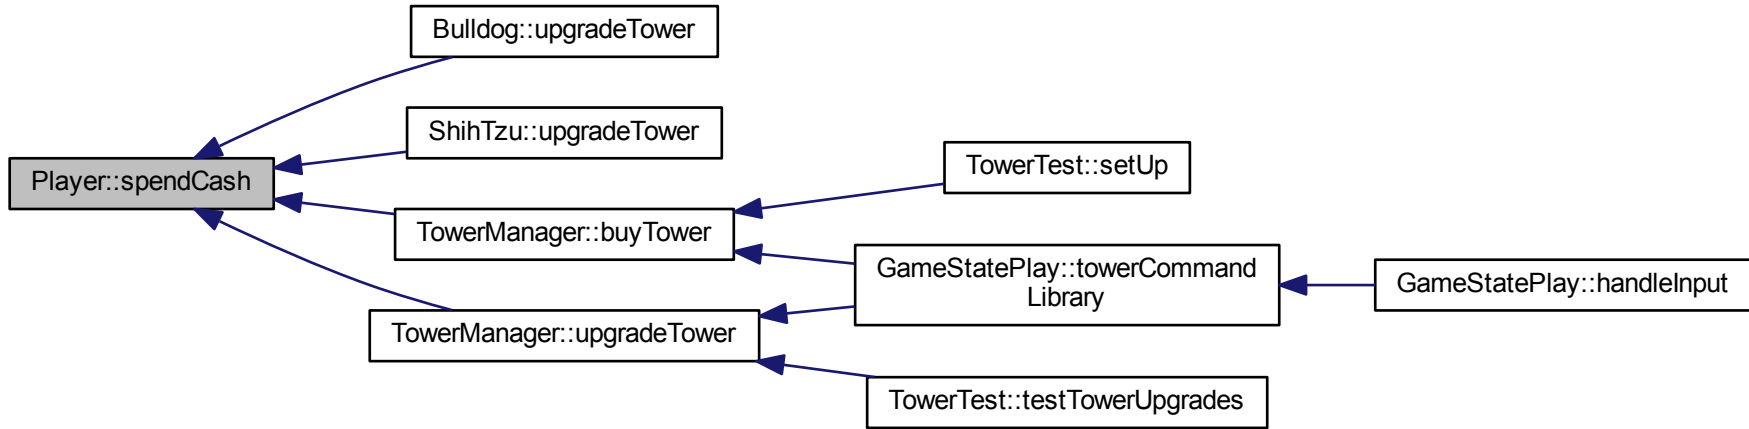 Bulldog::upgradeTower
ShihTzu::upgradeTower
Player::spendCash
TowerTest::setUp
TowerManager::buyTower
GameStatePlay::towerCommand
Library
GameStatePlay::handleInput
TowerManager::upgradeTower
TowerTest::testTowerUpgrades